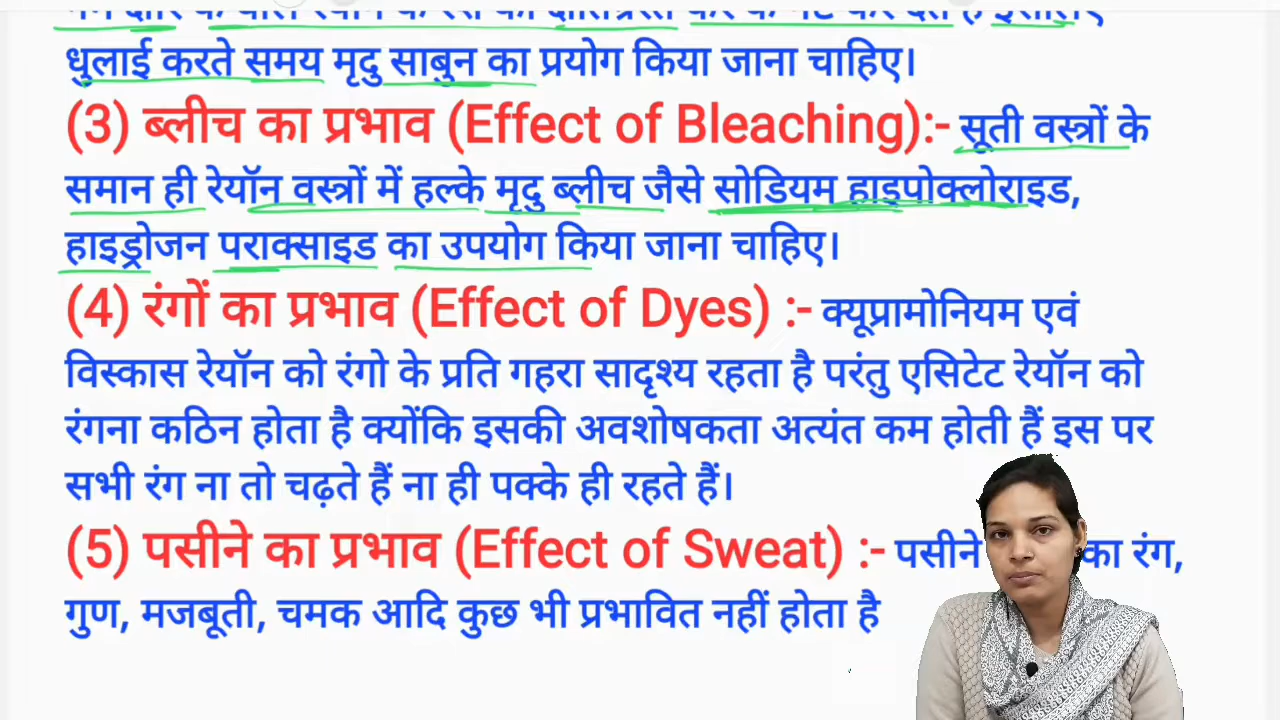 धुलाई करते समय मृदु साबुन का प्रयोग किया जाना चाहिए।
(3) ब्लीच का प्रभाव (Effect of Bleaching):- सूती वस्त्रों के
समान ही रेयॉन वस्त्रों में हल्के मृदु ब्लीच जैसे सोडियम हाइपोक्लोराइड,
हाइड्रोजन पराक्साइड का उपयोग किया जाना चाहिए।
(4) रंगों का प्रभाव (Effect of Dyes) :- क्यूप्रामोनियम एवं
विस्कास रेयॉन को रंगो के प्रति गहरा सादृश्य रहता है परंतु एसिटेट रेयॉन को
रंगना कठिन होता है क्योंकि इसकी अवशोषकता अत्यंत कम होती हैं इस पर
सभी रंग ना तो चढ़ते हैं ना ही पक्के ही रहते हैं।
(5) पसीने का प्रभाव (Effect of Sweat) :- पसीने का रंग,
गुण, मजबूती, चमक आदि कुछ भी प्रभावित नहीं होता है